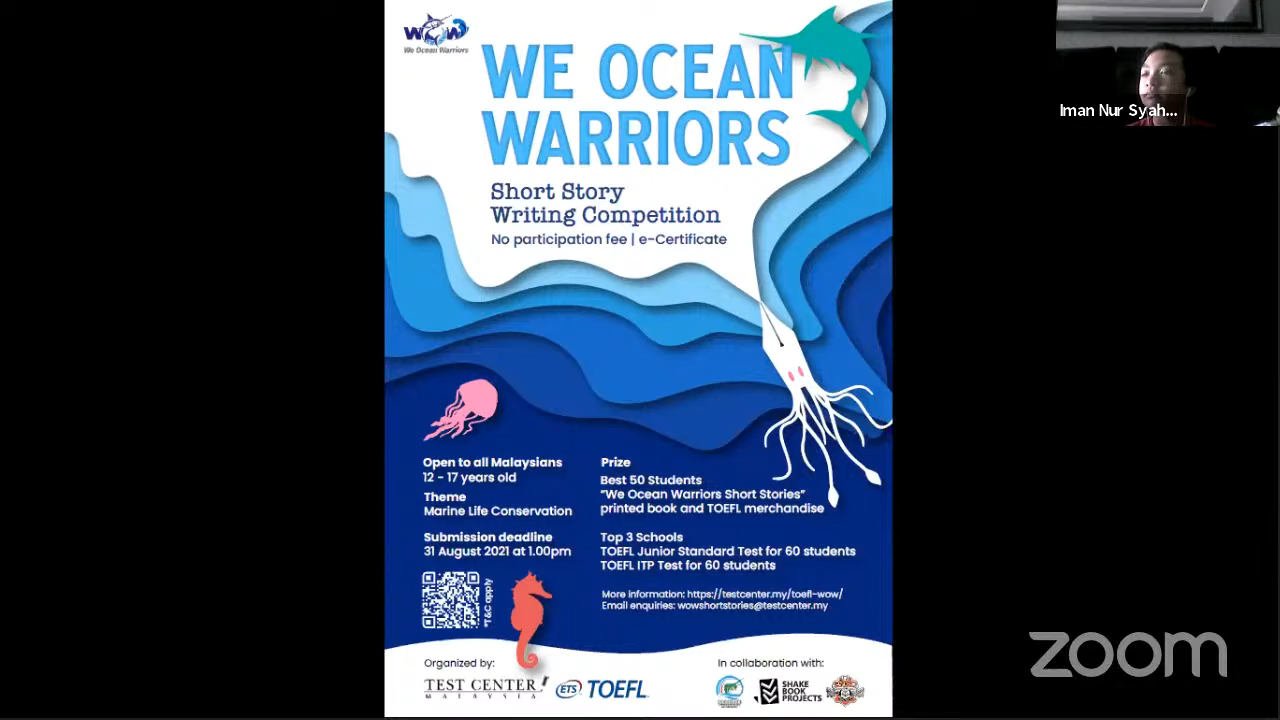 WOW
We Ocean Warriors
WE OCEAN
WARRIORS
Short Story
Writing Competition
No participation fee | e-Certificate
Iman Nur Syah...
Open to all Malaysians
12 - 17 years old
Theme
Marine Life Conservation
Submission deadline
31 August 2021 at 1.00pm
*T&C apply
Prize
Best 50 Students
"We Ocean Warriors Short Stories"
printed book and TOEFL merchandise
Top 3 Schools
TOEFL Junior Standard Test for 60 students
TOEFL ITP Test for 60 students
More information: https://testcenter.my/toefl-wow/
Email enquiries: wowshortstories@testcenter.my
Organized by:
TEST CENTER
MALAYSIA
ETS TOEFL
In collaboration with:
SHAKE
BOOK
PROJECTS
zoom